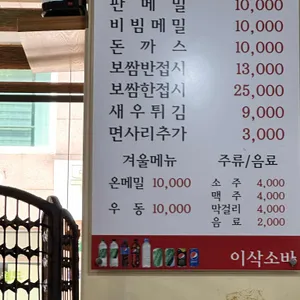 판 메 밀 10,000
비 빔 메 밀 10,000
돈 까 스 10,000
보쌈반접시 13,000
보쌈한접시 25,000
새 우 튀 김 9,000
면사리추가 3,000
겨울메뉴 주류/음료
온메밀 10,000 소 주 4,000
맥 주 4,000
우 동 10,000 막걸리 4,000
음 료 2,000
이삭소바